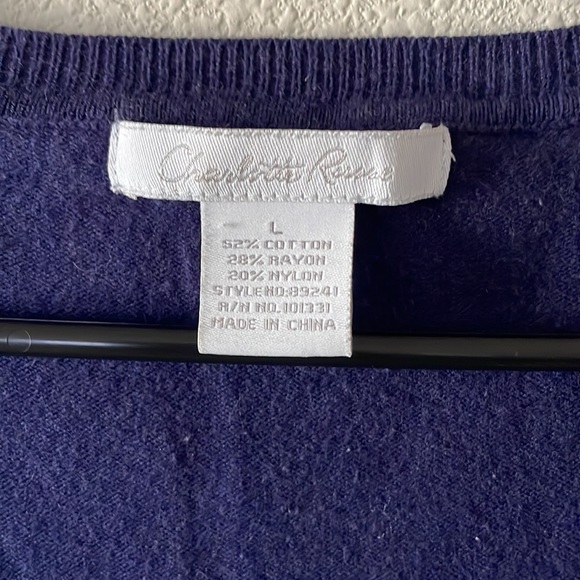 Charlotte Russe
L
52% COTTON
28% RAYON
20% NYLON
STYLE NO:89241
R/N NO.101331
MADE IN CHINA